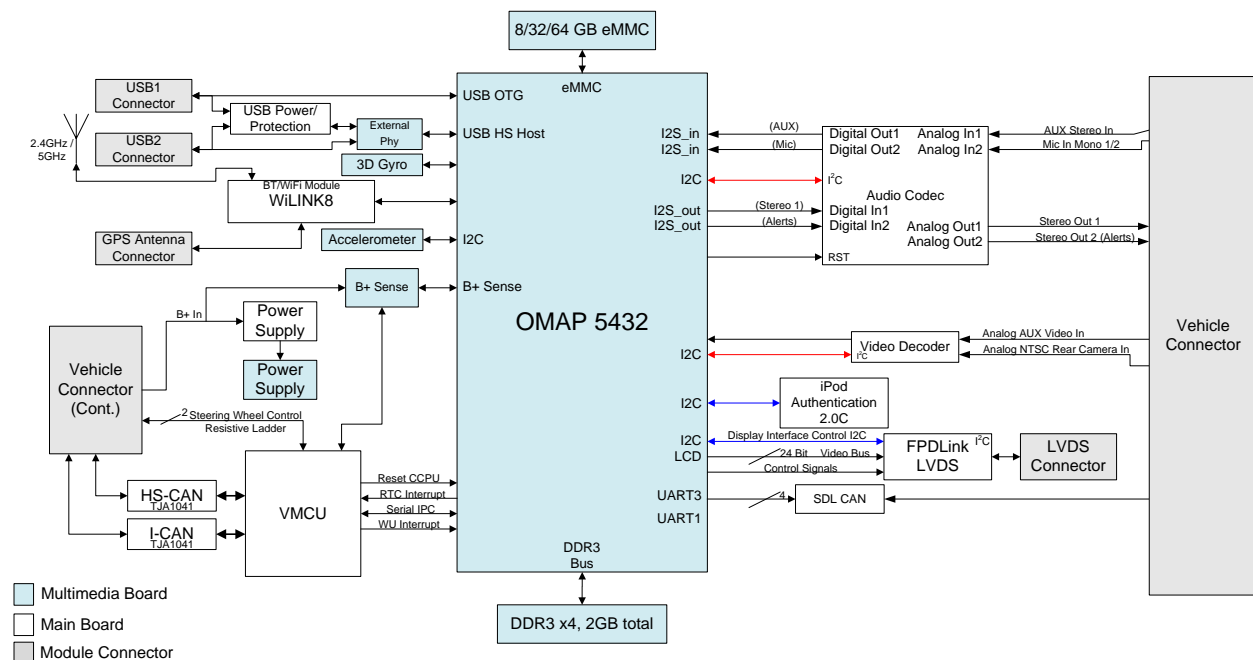 8/32/64 GB eMMC
eMMC
USB1
Connector
USB Power/
Protection
USB2
Connector
External
Phy
3D Gyro
2.4GHz /
5GHz
BT/WiFi Module
WiLINK8
GPS Antenna
Connector
Accelerometer
B+ Sense
B+ In
Power
Supply
Power
Supply
Vehicle
Connector
(Cont.)
2
Steering Wheel Control
Resistive Ladder
HS-CAN
TJA1041
I-CAN
TJA1041
VMCU
Reset CCPU
RTC Interrupt
Serial IPC
WU Interrupt
USB OTG
USB HS Host
I2C
B+ Sense
OMAP 5432
I2S_in
I2S_in
I2C
I2S_out
I2S_out
I2C
I2C
I2C
LCD
UART3
UART1
DDR3
Bus
DDR3 x4, 2GB total
(AUX)
(Mic)
(Stereo 1)
(Alerts)
Digital Out1
Digital Out2
I²C
Audio Codec
Digital In1
Digital In2
RST
Analog In1
Analog In2
Analog Out1
Analog Out2
AUX Stereo In
Mic In Mono 1/2
Stereo Out 1
Stereo Out 2 (Alerts)
Video Decoder
I²C
Analog AUX Video In
Analog NTSC Rear Camera In
iPod
Authentication
2.0C
Display Interface Control I2C
24 Bit Video Bus
Control Signals
FPDLink
LVDS
I²C
LVDS
Connector
4
SDL CAN
Vehicle
Connector
Multimedia Board
Main Board
Module Connector